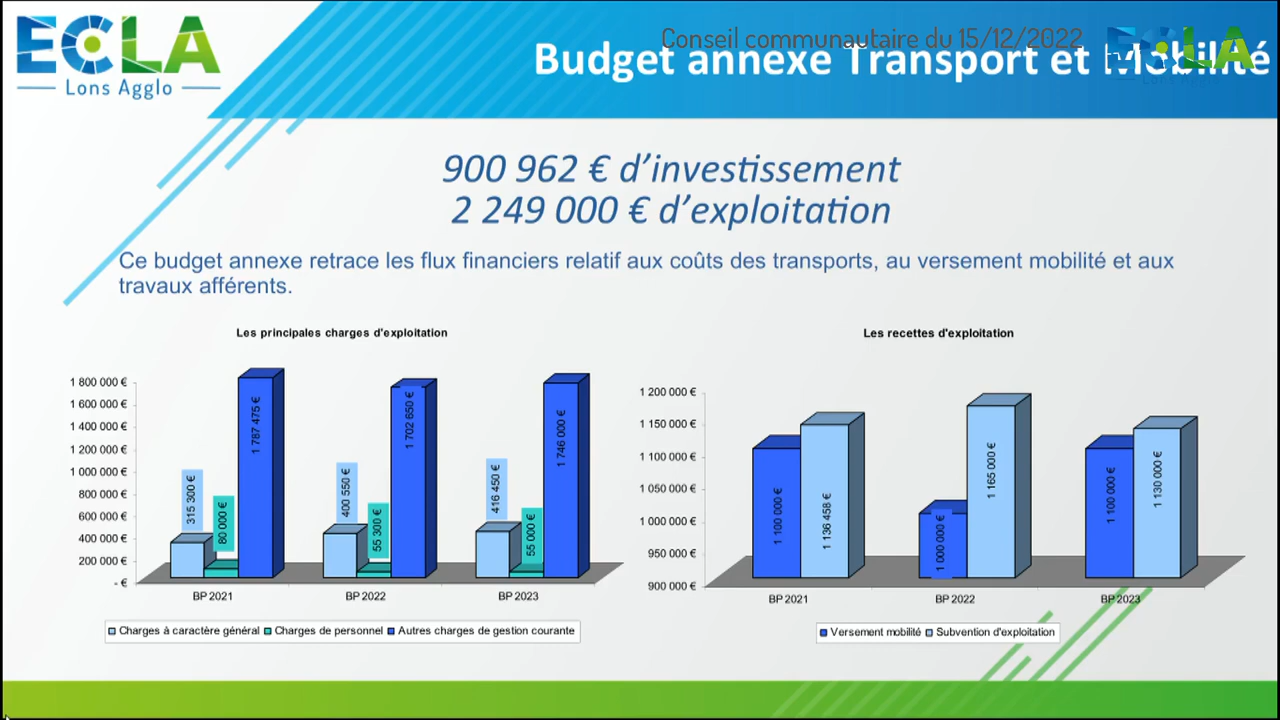 ECLA
Lons Agglo
Conseil communautaire du 15/12/2022
ECLA
Lons Agglo
Budget annexe Transport et Mobilité
900 962 € d'investissement
2 249 000 € d'exploitation
Ce budget annexe retrace les flux financiers relatif aux coûts des transports, au versement mobilité et aux
travaux afférents.
Les principales charges d'exploitation
1 800 000 €
1 600 000 €
1 400 000 €
1 200 000 €
1 000 000 €
800 000 €
600 000 €
400 000 €
200 000 €
- €
315 300 €
80 000 €
1 787 475 €
400 550 €
55 300 €
1 702 650 €
416 450 €
55 000 €
1 746 000 €
BP 2021
BP 2022
BP 2023
Charges à caractère général
Charges de personnel
Autres charges de gestion courante
Les recettes d'exploitation
1 200 000 €
1 150 000 €
1 100 000 €
1 050 000 €
1 000 000 €
950 000 €
900 000 €
1 100 000 €
1 136 458 €
1 000 000 €
1 165 000 €
1 100 000 €
1 130 000 €
BP 2021
BP 2022
BP 2023
Versement mobilité
Subvention d'exploitation